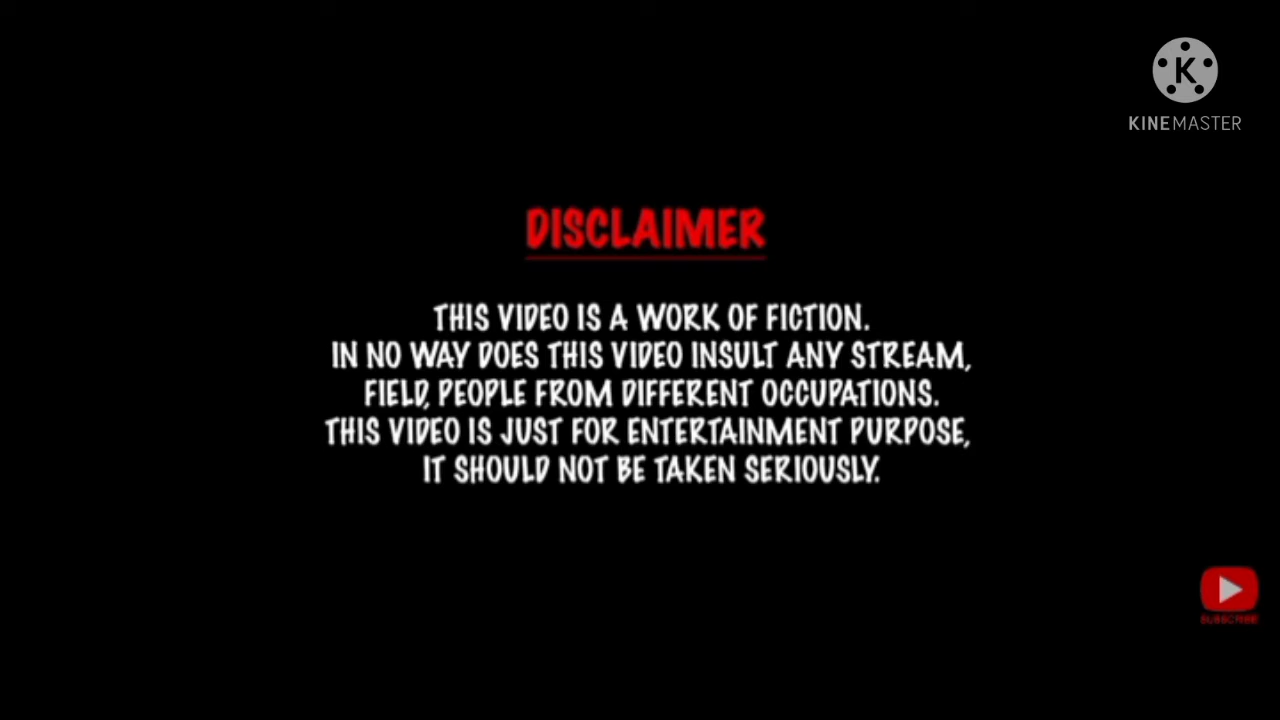 K
KINEMASTER
DISCLAIMER
THIS VIDEO IS A WORK OF FICTION.
IN NO WAY DOES THIS VIDEO INSULT ANY STREAM,
FIELD, PEOPLE FROM DIFFERENT OCCUPATIONS.
THIS VIDEO IS JUST FOR ENTERTAINMENT PURPOSE,
IT SHOULD NOT BE TAKEN SERIOUSLY.
SUBSCRIBE